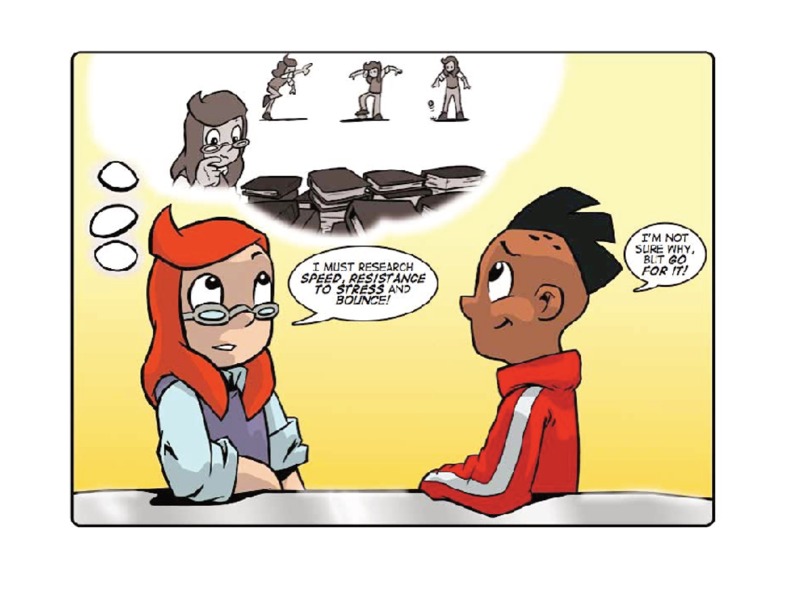 I MUST RESEARCH
SPEED, RESISTANCE
TO STRESS AND
BOUNCE!
I'M NOT
SURE WHY,
BUT GO
FOR IT!